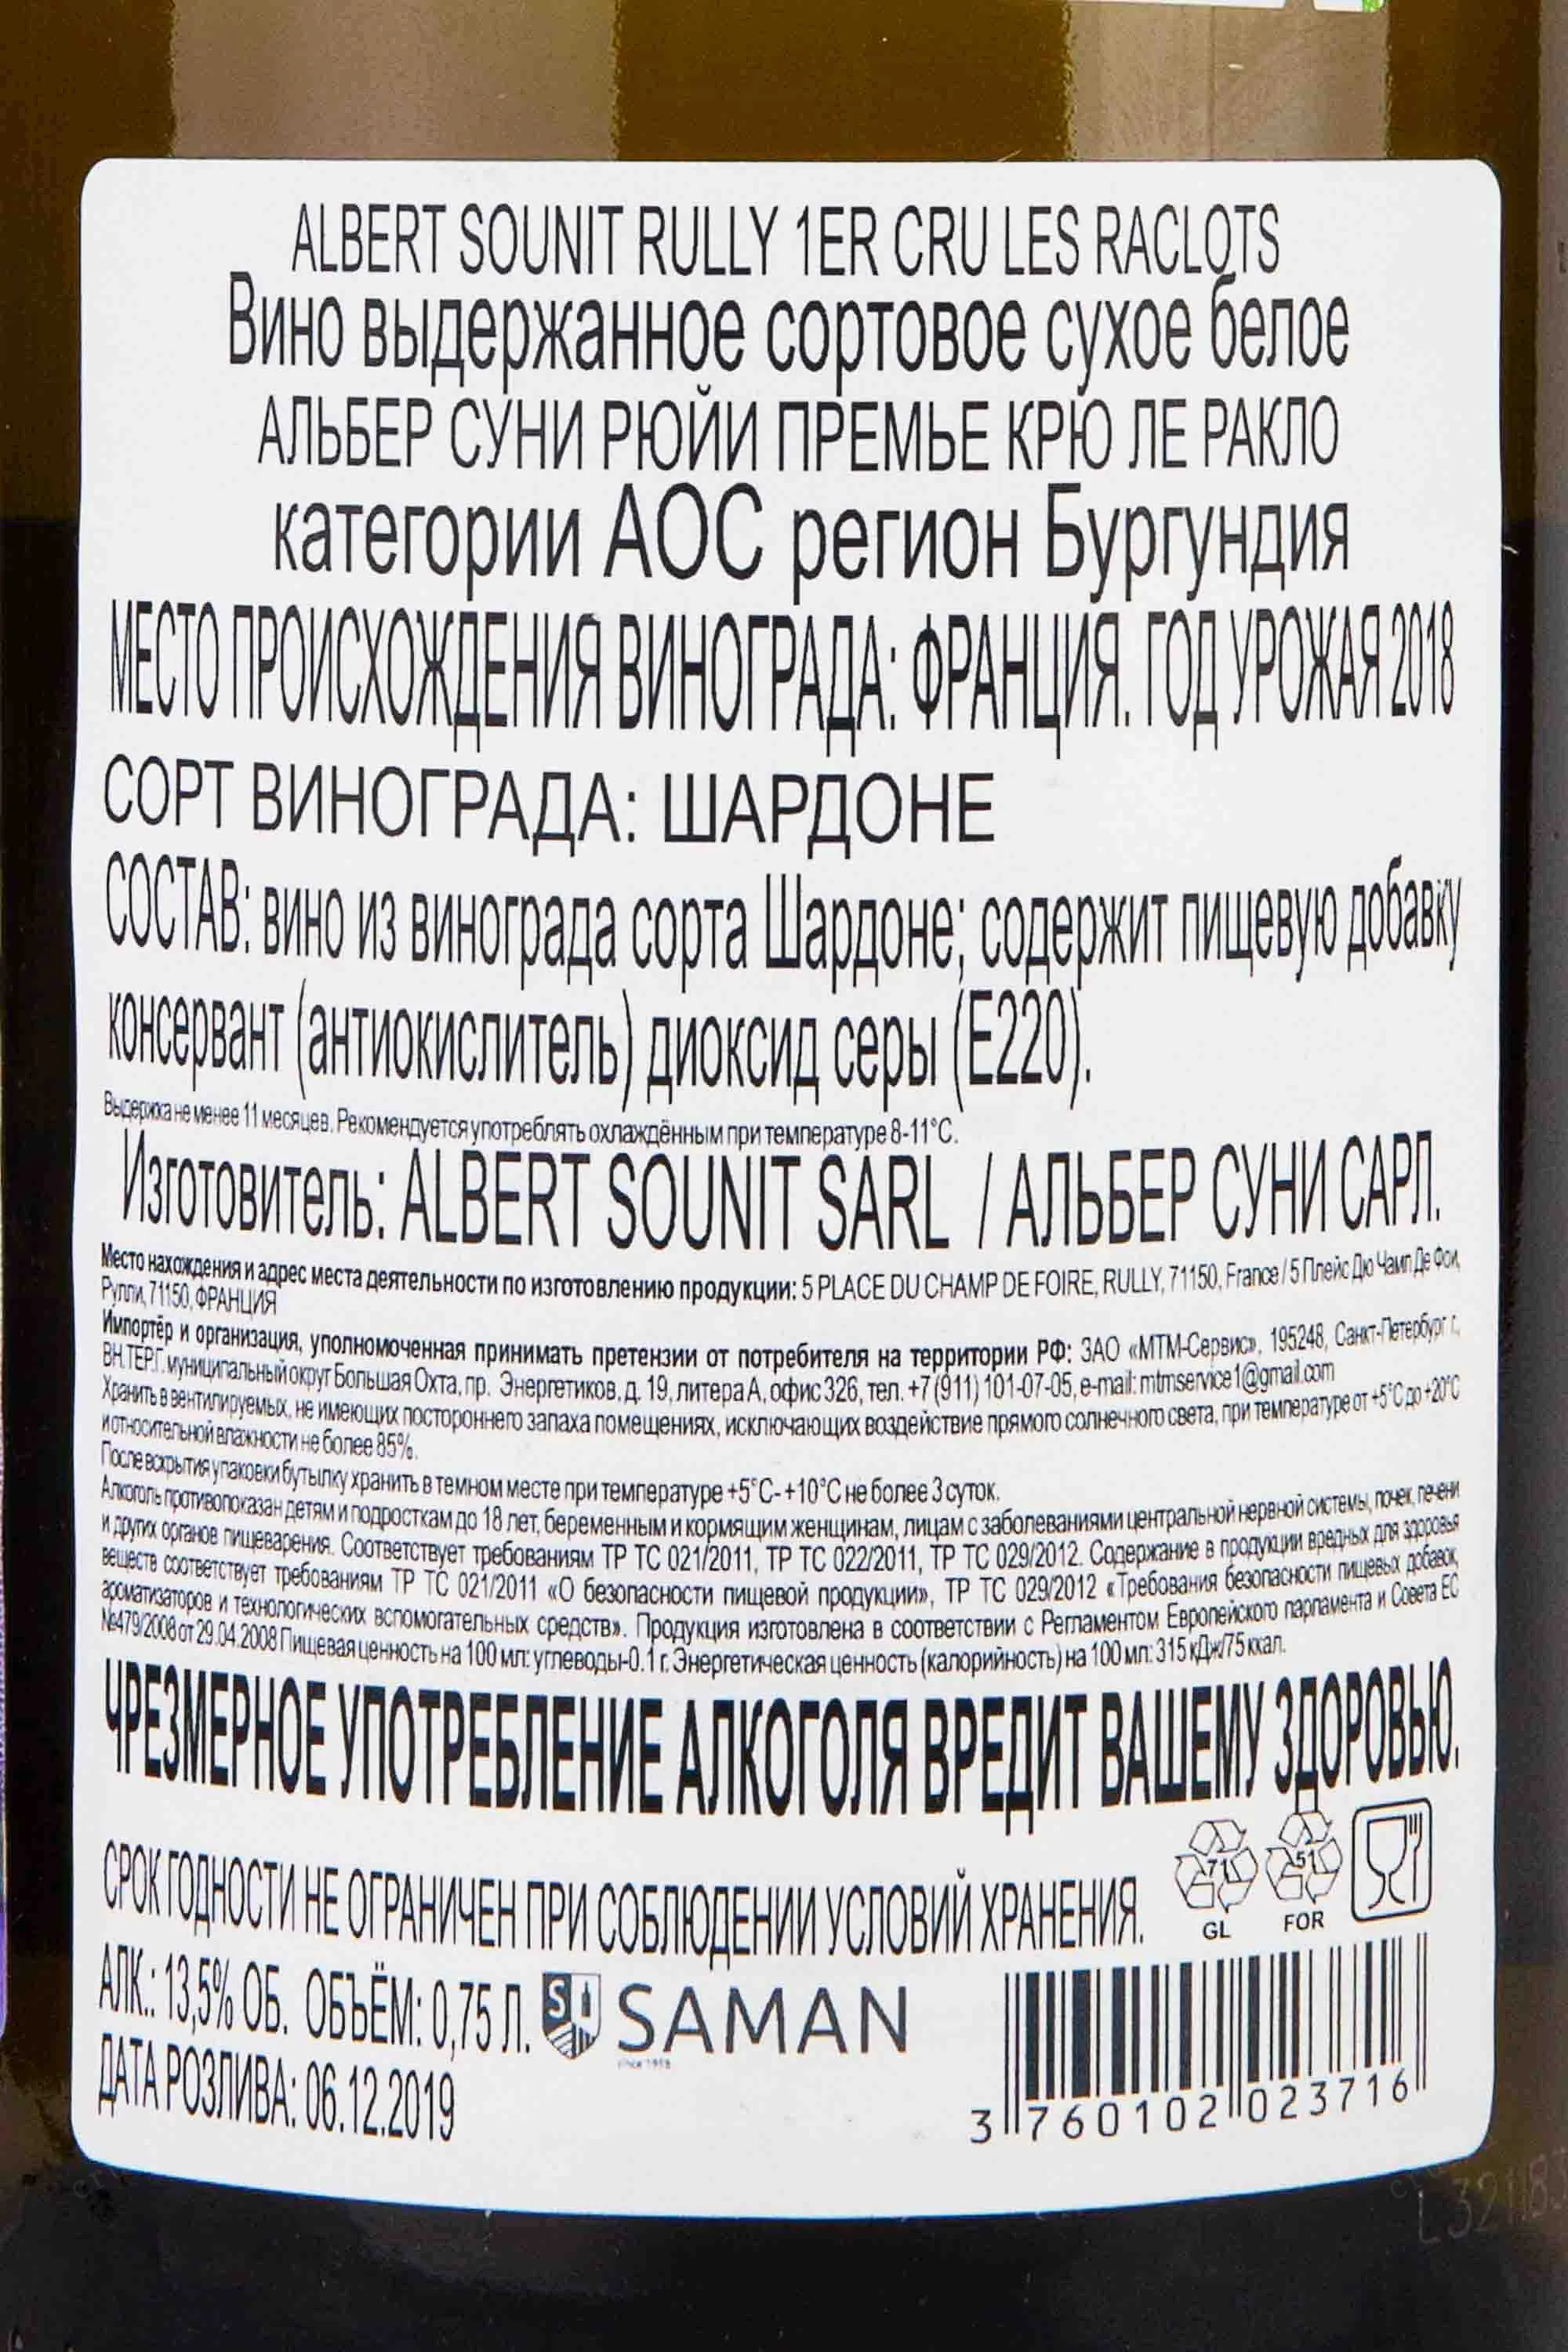 ALBERT SOUNIT RULLY 1ER CRU LES RACLOTS
Вино выдержанное сортовое сухое белое
АЛЬБЕР СУНИ РЮЙИ ПРЕМЬЕ КРЮ ЛЕ РАКЛО
категории АОС регион Бургундия
МЕСТО ПРОИСХОЖДЕНИЯ ВИНОГРАДА: ФРАНЦИЯ. ГОД УРОЖАЯ 2018
СОРТ ВИНОГРАДА: ШАРДОНЕ
СОСТАВ: вино из винограда сорта Шардоне; содержит пищевую добавку
консервант (антиокислитель) диоксид серы (Е220).
Выдержка не менее 11 месяцев. Рекомендуется употреблять охлаждённым при температуре 8-11°С.
Изготовитель: ALBERT SOUNIT SARL / АЛЬБЕР СУНИ САРЛ.
Место нахождения и адрес места деятельности по изготовлению продукции: 5 PLACE DU CHAMP DE FOIRE, RULLY, 71150, France / 5 Плейс Дю Чамп Де Фои,
Рулли, 71150, ФРАНЦИЯ
Импортёр и организация, уполномоченная принимать претензии от потребителя на территории РФ: ЗАО «МТМ-Сервис», 195248, Санкт-Петербург г,
ВН.ТЕР.Г. муниципальный округ Большая Охта, пр. Энергетиков, д. 19, литера А, офис 326, тел. +7 (911) 101-07-05, e-mail: mtmservice1@gmail.com
Хранить в вентилируемых, не имеющих постороннего запаха помещениях, исключающих воздействие прямого солнечного света, при температуре от +5°С до +20°С
и относительной влажности не более 85%.
После вскрытия упаковки бутылку хранить в темном месте при температуре +5°С- +10°С не более 3 суток.
Алкоголь противопоказан детям и подросткам до 18 лет, беременным и кормящим женщинам, лицам с заболеваниями центральной нервной системы, почек, печени
и других органов пищеварения. Соответствует требованиям ТР ТС 021/2011, ТР ТС 022/2011, ТР ТС 029/2012. Содержание в продукции вредных для здоровья
веществ соответствует требованиям ТР ТС 021/2011 «О безопасности пищевой продукции», ТР ТС 029/2012 «Требования безопасности пищевых добавок,
ароматизаторов и технологических вспомогательных средств». Продукция изготовлена в соответствии с Регламентом Европейского парламента и Совета ЕС
№479/2008 от 29.04.2008 Пищевая ценность на 100 мл: углеводы-0.1 г. Энергетическая ценность (калорийность) на 100 мл: 315 кДж/75 ккал.
ЧРЕЗМЕРНОЕ УПОТРЕБЛЕНИЕ АЛКОГОЛЯ ВРЕДИТ ВАШЕМУ ЗДОРОВЬЮ.
СРОК ГОДНОСТИ НЕ ОГРАНИЧЕН ПРИ СОБЛЮДЕНИИ УСЛОВИЙ ХРАНЕНИЯ.
71 51
GL FOR
АЛК.: 13,5% ОБ. ОБЪЁМ: 0,75 Л. S SAMAN
since 1998
ДАТА РОЗЛИВА: 06.12.2019
3 760102 023716